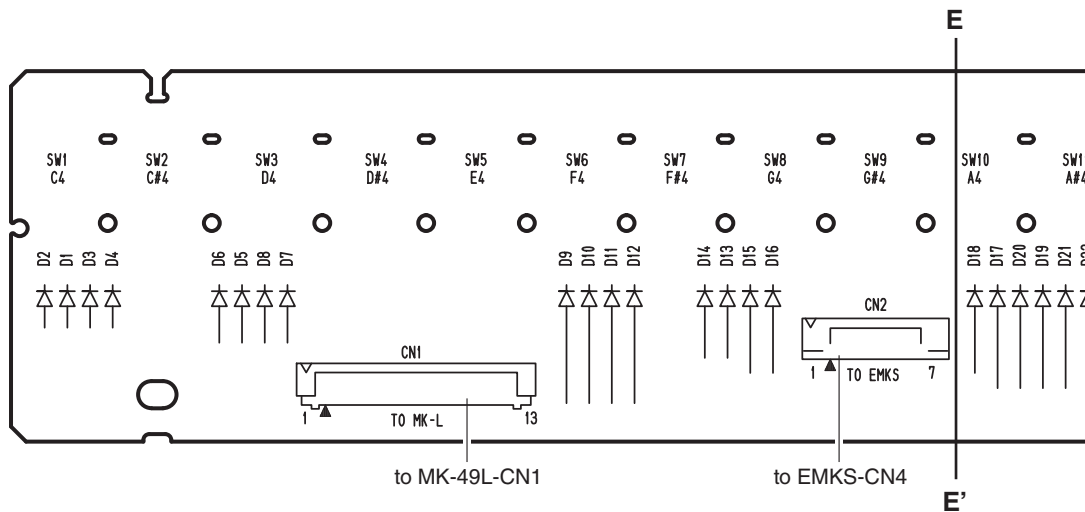 E
SW1 SW2 SW3 SW4 SW5 SW6 SW7 SW8 SW9 SW10
C4 C#4 D4 D#4 E4 F4 F#4 G4 G#4 A4 A#4
D2 D1 D3 D4 D6 D5 D8 D7 D9 D10 D11 D12 D14 D13 D15 D16 D18 D17 D20 D19 D21
CN2
CN1
1 TO EMKS 7
1 TO MK-L 13
to MK-49L-CN1 to EMKS-CN4
E'